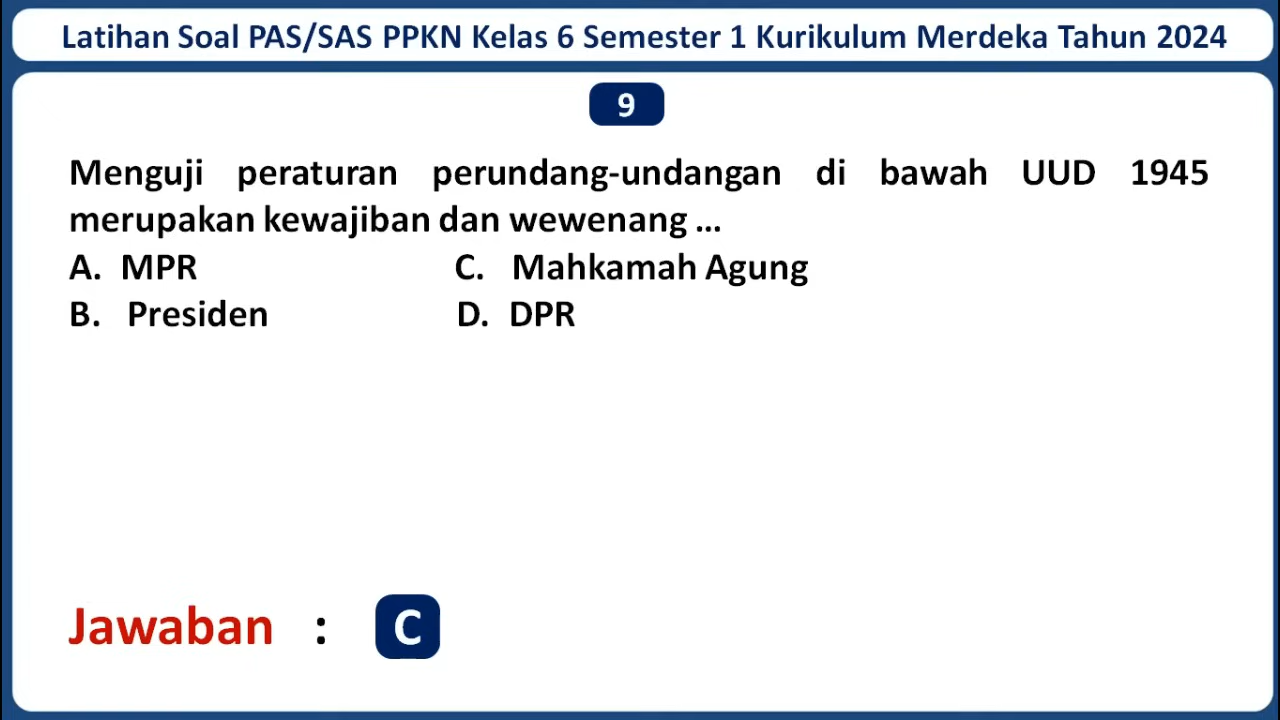 Latihan Soal PAS/SAS PPKN Kelas 6 Semester 1 Kurikulum Merdeka Tahun 2024
9
Menguji peraturan perundang-undangan di bawah UUD 1945
merupakan kewajiban dan wewenang ...
A. MPR C. Mahkamah Agung
B. Presiden D. DPR
Jawaban : C